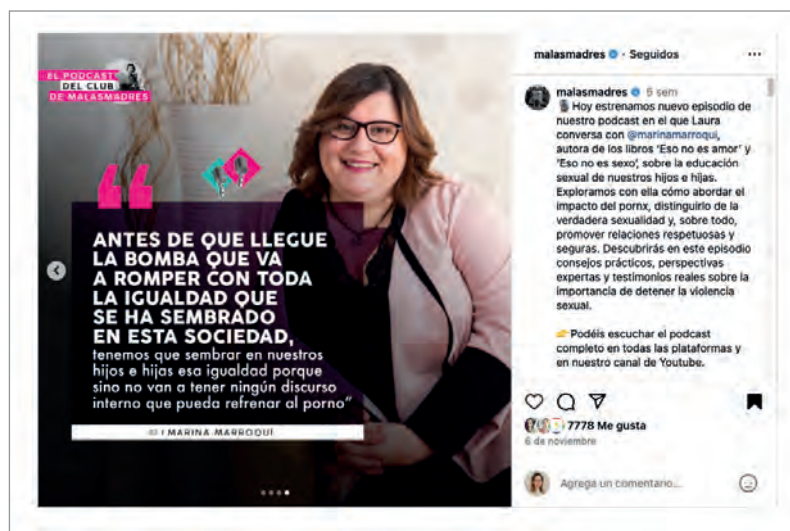 EL PODCAST
DEL CLUB
DE MALASMADRES
ANTES DE QUE LLEGUE
LA BOMBA QUE VA
A ROMPER CON TODA
LA IGUALDAD QUE
SE HA SEMBRADO
EN ESTA SOCIEDAD,
tenemos que sembrar en nuestros
hijos e hijas esa igualdad porque
sino no van a tener ningún discurso
interno que pueda refrenar al porno”
MARINA MARROQUÍ
malasmadres · Seguidos
malasmadres 6 sem
Hoy estrenamos nuevo episodio de
nuestro podcast en el que Laura
conversa con @marinamarroqui,
autora de los libros 'Eso no es amor' y
'Eso no es sexo', sobre la educación
sexual de nuestros hijos e hijas.
Exploramos con ella cómo abordar el
impacto del pornx, distinguirlo de la
verdadera sexualidad y, sobre todo,
promover relaciones respetuosas y
seguras. Descubrirás en este episodio
consejos prácticos, perspectivas
expertas y testimonios reales sobre la
importancia de detener la violencia
sexual.
Podéis escuchar el podcast
completo en todas las plataformas y
en nuestro canal de Youtube.
7778 Me gusta
6 de noviembre
Agrega un comentario...